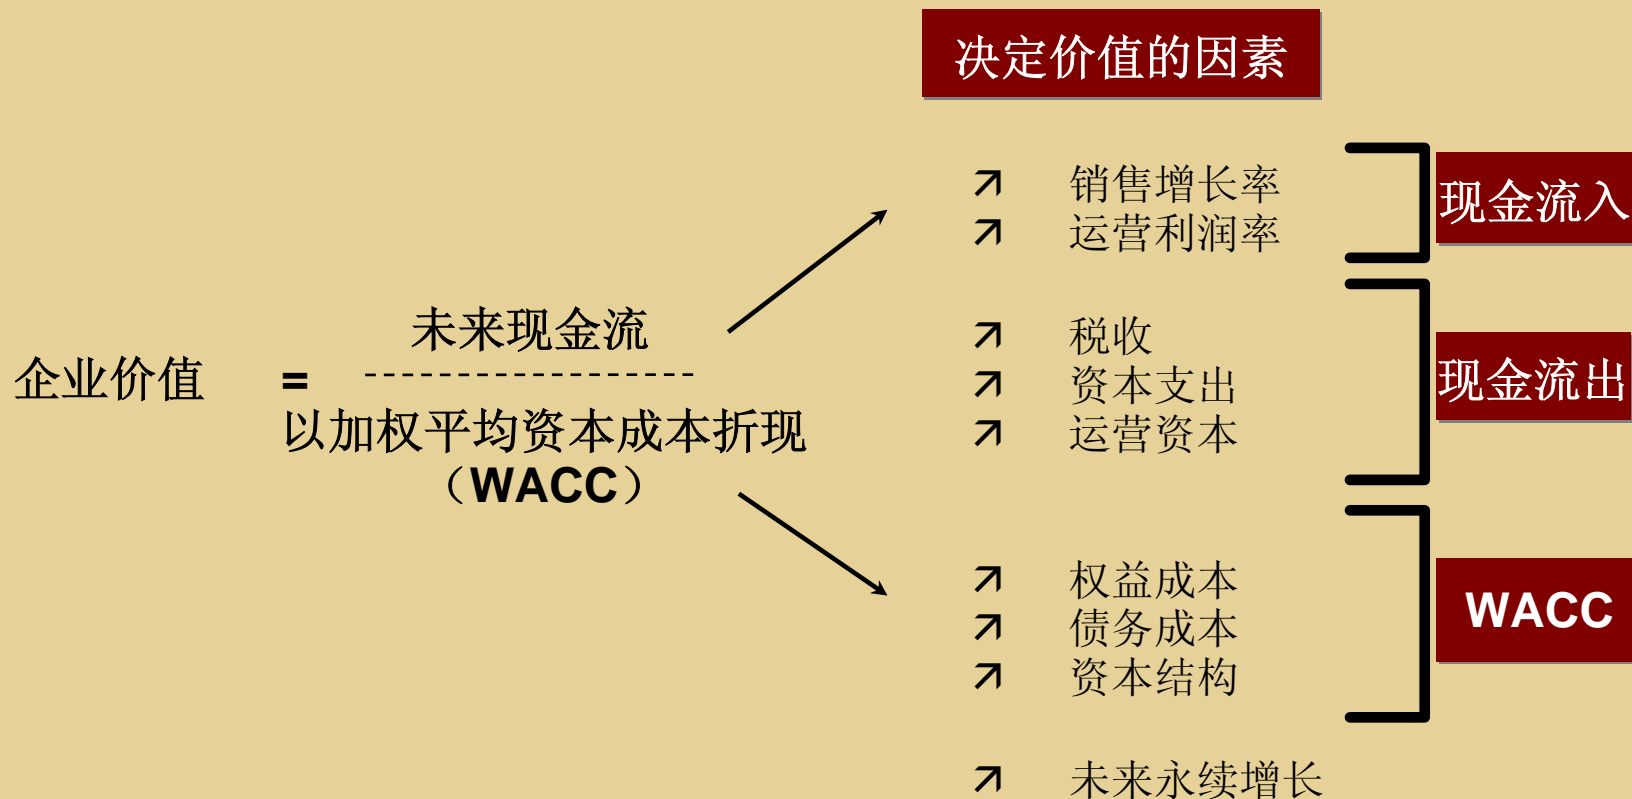 决定价值的因素
销售增长率
运营利润率
现金流入
企业价值 =
未来现金流
以加权平均资本成本折现
（WACC）
税收
资本支出
运营资本
现金流出
权益成本
债务成本
资本结构
WACC
未来永续增长